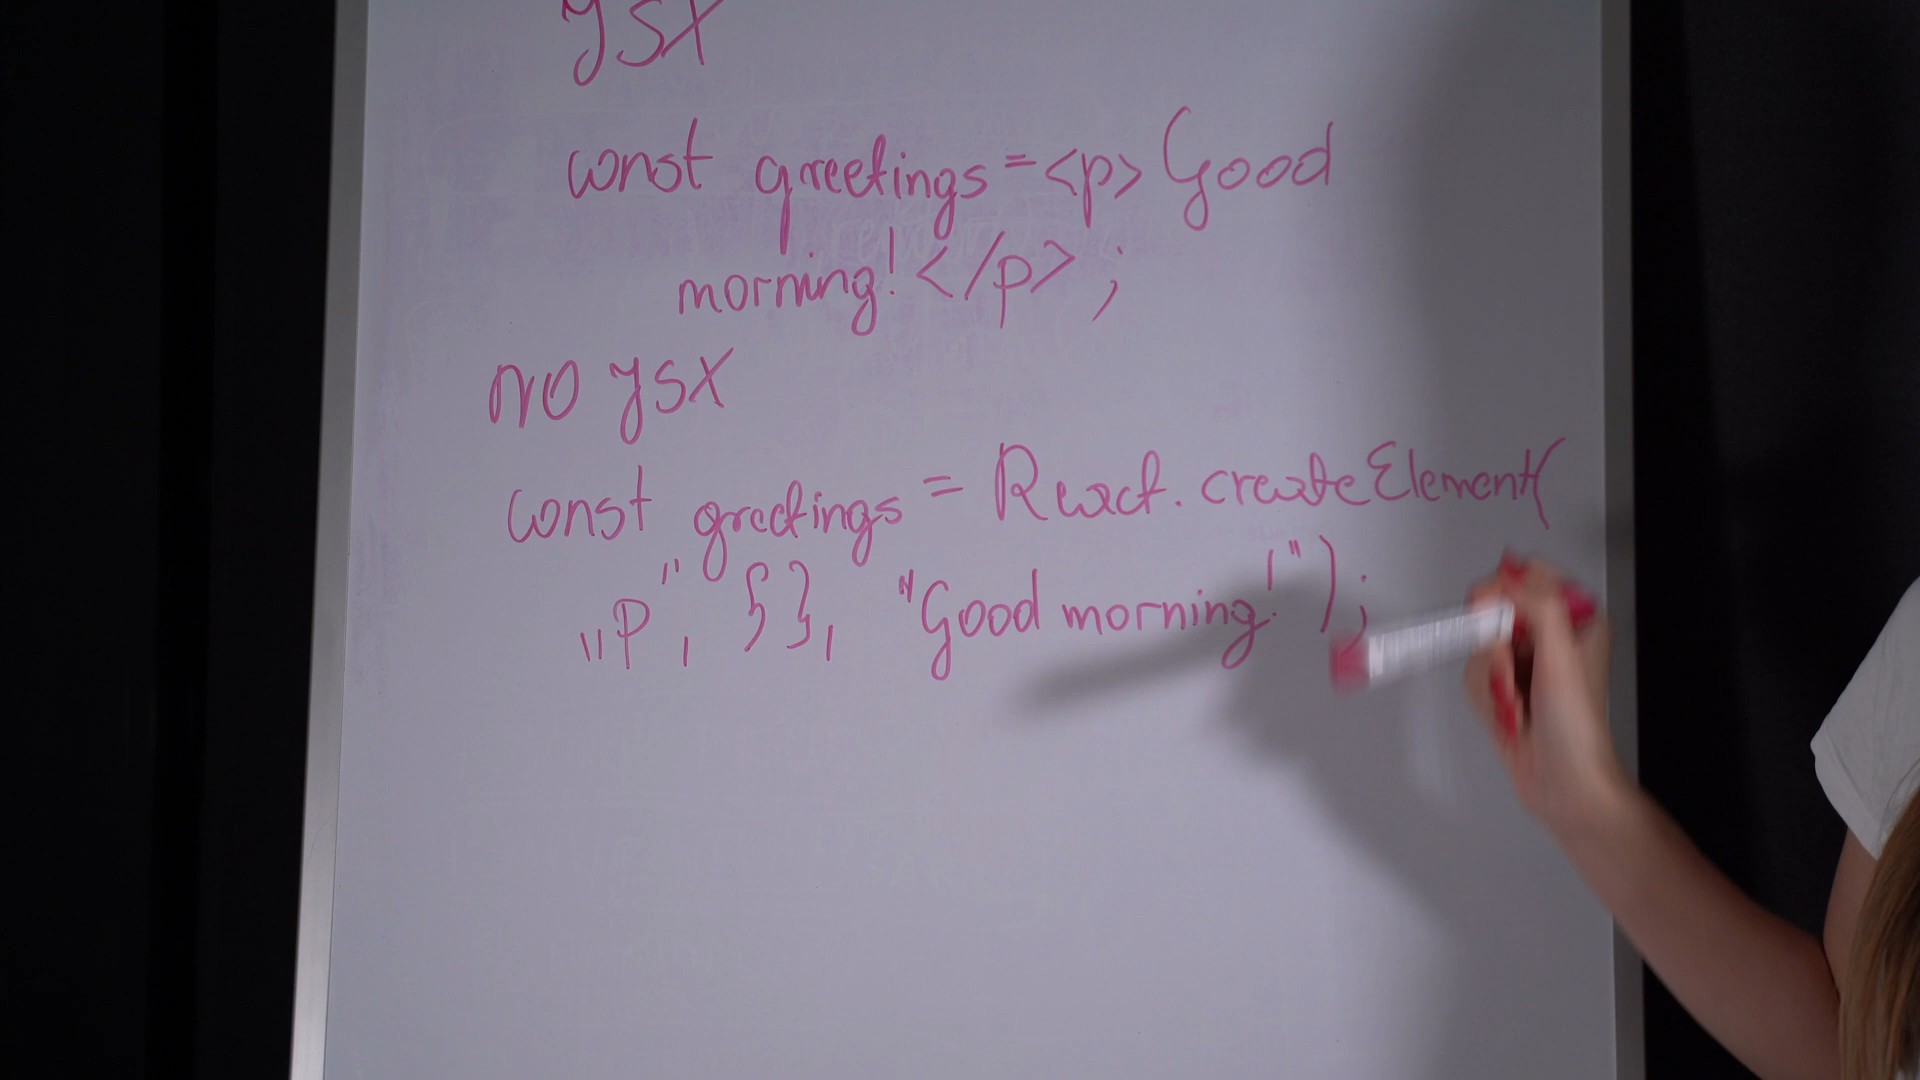 JSX
const greetings = <p> Good
morning! </p> ;
no JSX
const greetings = React.createElement(
„p", {}, "Good morning!");